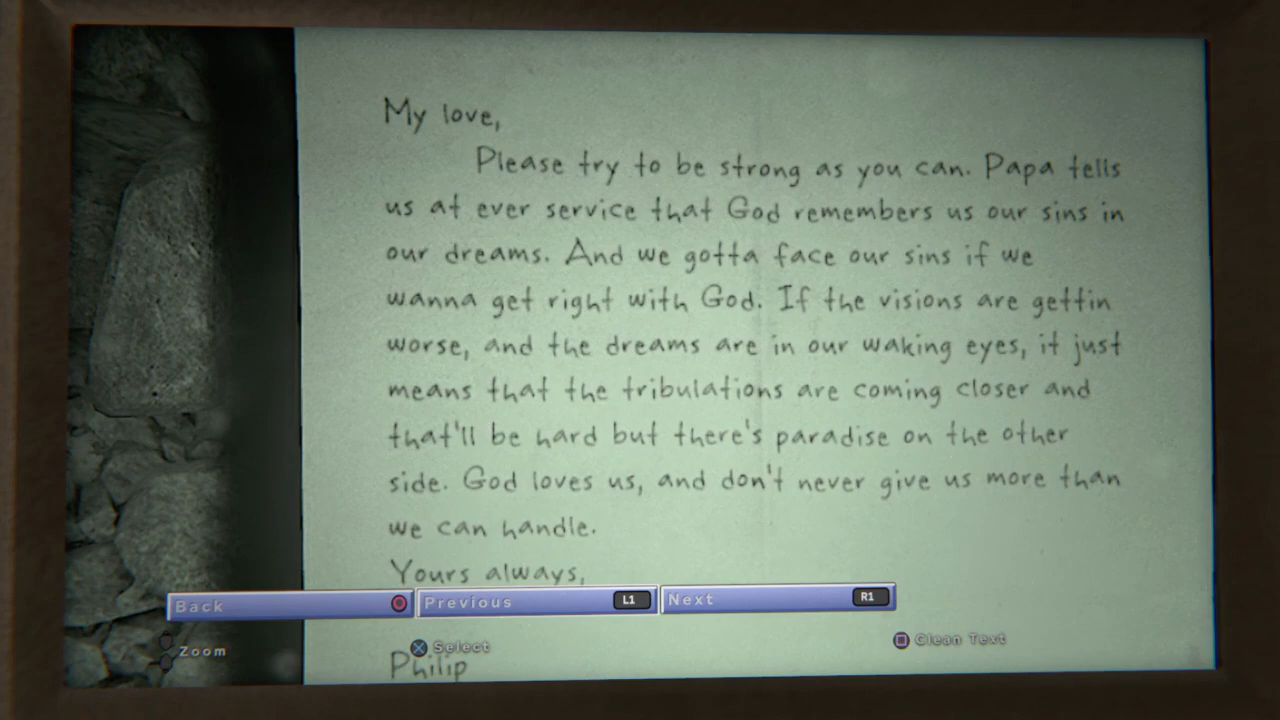 My love,
Please try to be strong as you can. Papa tells
us at ever service that God remembers us our sins in
our dreams. And we gotta face our sins if we
wanna get right with God. If the visions are gettin
worse, and the dreams are in our waking eyes, it just
means that the tribulations are coming closer and
that'll be hard but there's paradise on the other
side. God loves us, and don't never give us more than
we can handle.
Yours always,
Back Previous L1 Next R1
Zoom Select Clean Text
Philip